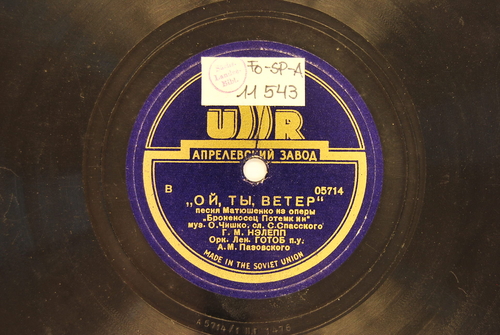 Fo-SP-A
11 543
АПРЕЛЕВСКИЙ ЗАВОД
В 05714
„ОЙ, ТЫ, ВЕТЕР"
песня Матюшенко из оперы
„Броненосец Потемкин"
муз. О. Чишко, сл. С. Спасского
Г. М. НЭЛЕПП
Орк. Лен. ГОТОБ п.у.
А. М. Пазовского
MADE IN THE SOVIET UNION